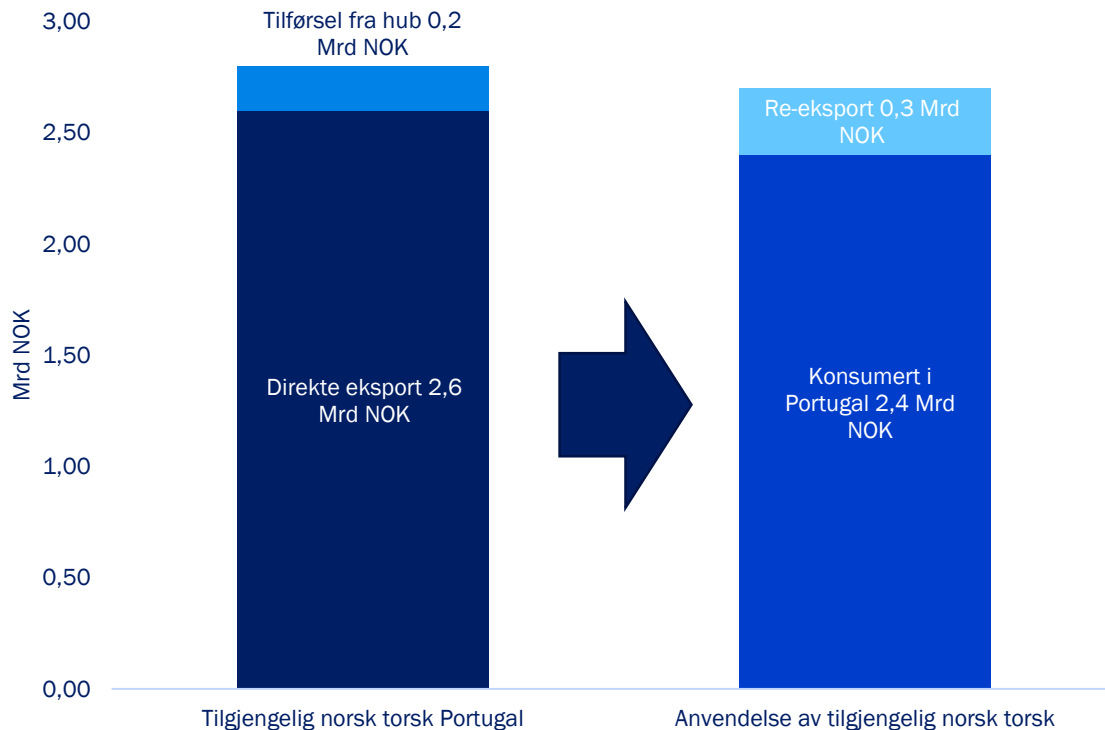 3,00
2,50
2,00
1,50
1,00
0,50
0,00
Mrd NOK
Tilførsel fra hub 0,2
Mrd NOK
Direkte eksport 2,6
Mrd NOK
Re-eksport 0,3 Mrd
NOK
Konsumert i
Portugal 2,4 Mrd
NOK
Tilgjengelig norsk torsk Portugal
Anvendelse av tilgjengelig norsk torsk